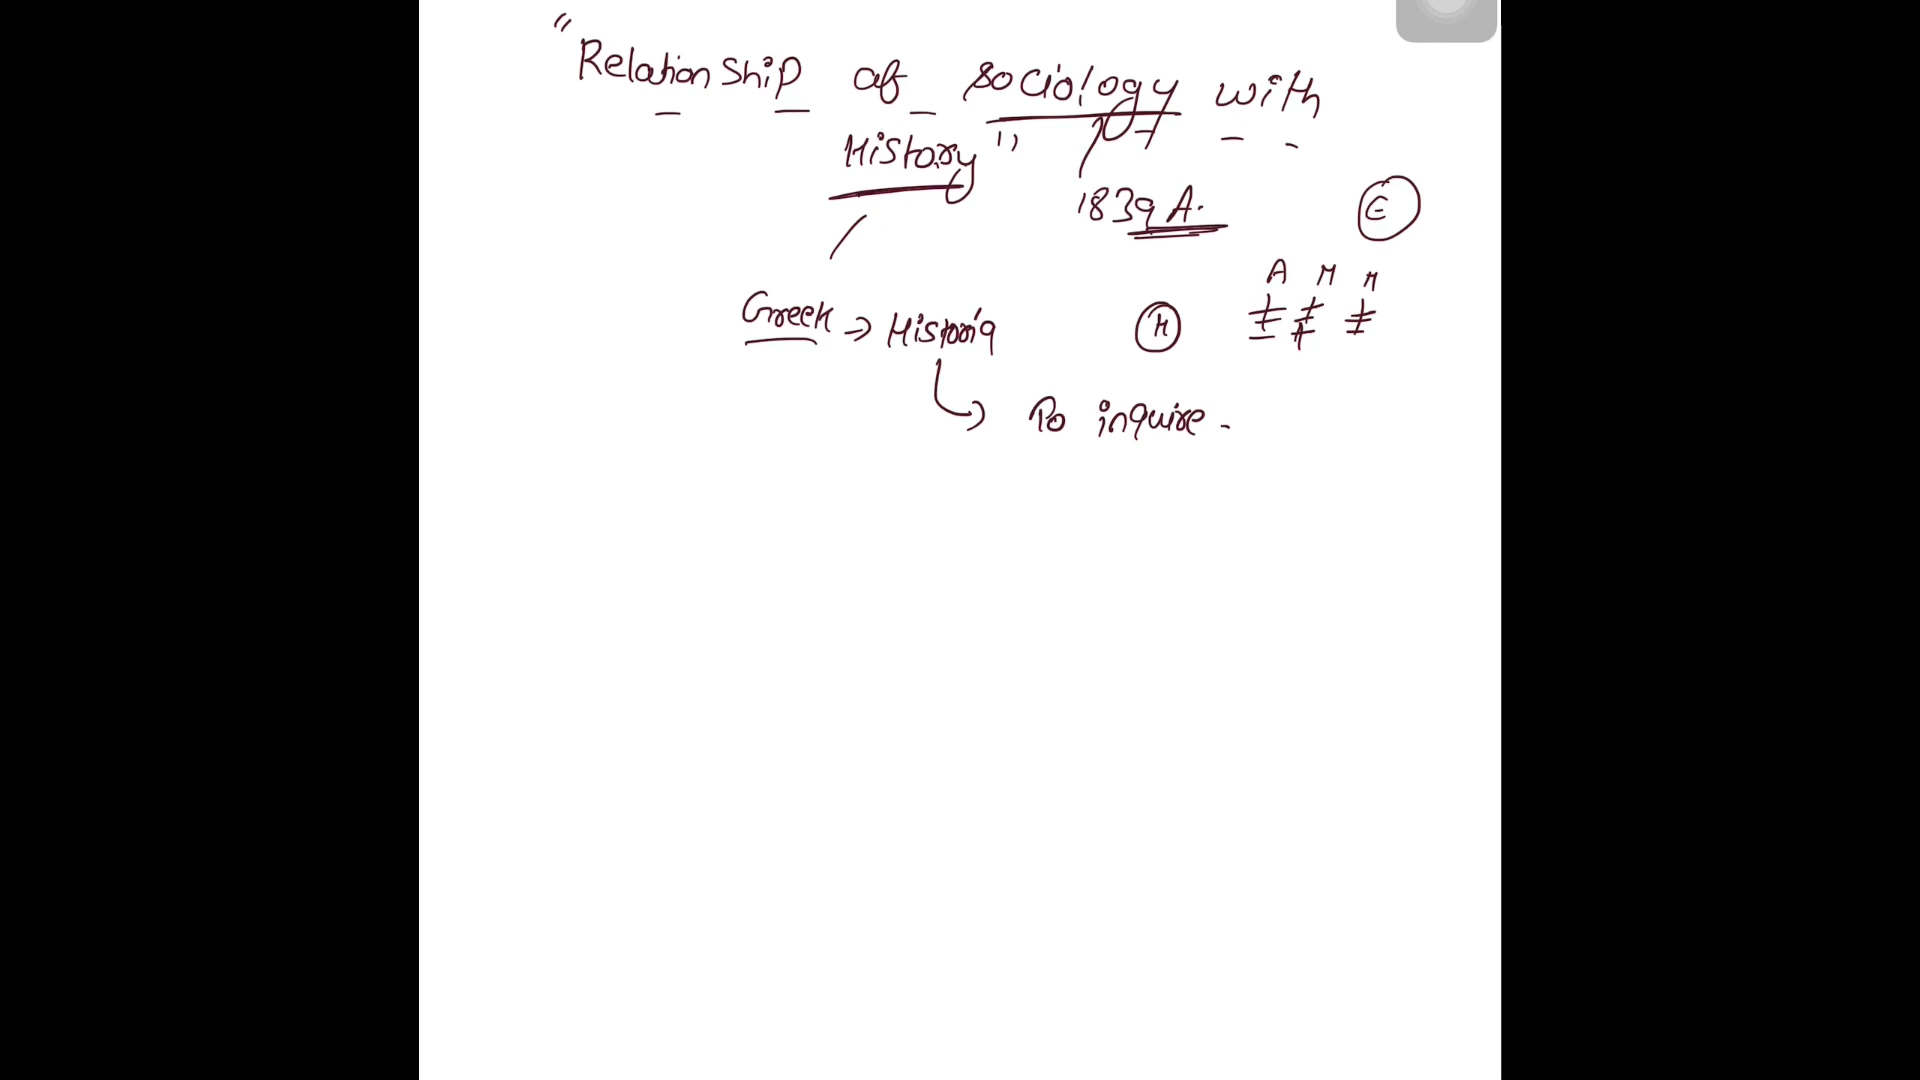 "Relationship of sociology with
History"
1839 A.
E
A M M
Greek → Historia
H
To inquire.